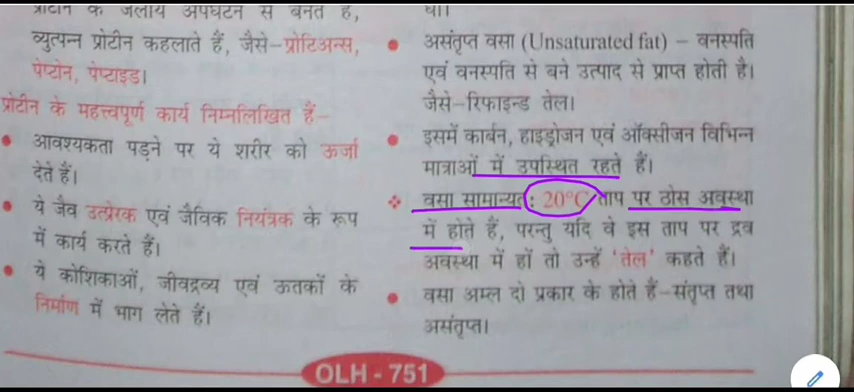 प्रोटीन के जलीय अपघटन से बनते हैं,
व्युत्पन्न प्रोटीन कहलाते हैं, जैसे-प्रोटिअन्स,
पेप्टोन, पेप्टाइड।
प्रोटीन के महत्त्वपूर्ण कार्य निम्नलिखित हैं-
• आवश्यकता पड़ने पर ये शरीर को ऊर्जा
देते हैं।
• ये जैव उत्प्रेरक एवं जैविक नियंत्रक के रूप
में कार्य करते हैं।
• ये कोशिकाओं, जीवद्रव्य एवं ऊतकों के
निर्माण में भाग लेते हैं।
• असंतृप्त वसा (Unsaturated fat) – वनस्पति
एवं वनस्पति से बने उत्पाद से प्राप्त होती है।
जैसे-रिफाइन्ड तेल।
• इसमें कार्बन, हाइड्रोजन एवं ऑक्सीजन विभिन्न
मात्राओं में उपस्थित रहते हैं।
❖ वसा सामान्यत: 20°C ताप पर ठोस अवस्था
में होते हैं, परन्तु यदि वे इस ताप पर द्रव
अवस्था में हों तो उन्हें 'तेल' कहते हैं।
• वसा अम्ल दो प्रकार के होते हैं-संतृप्त तथा
असंतृप्त।
OLH - 751